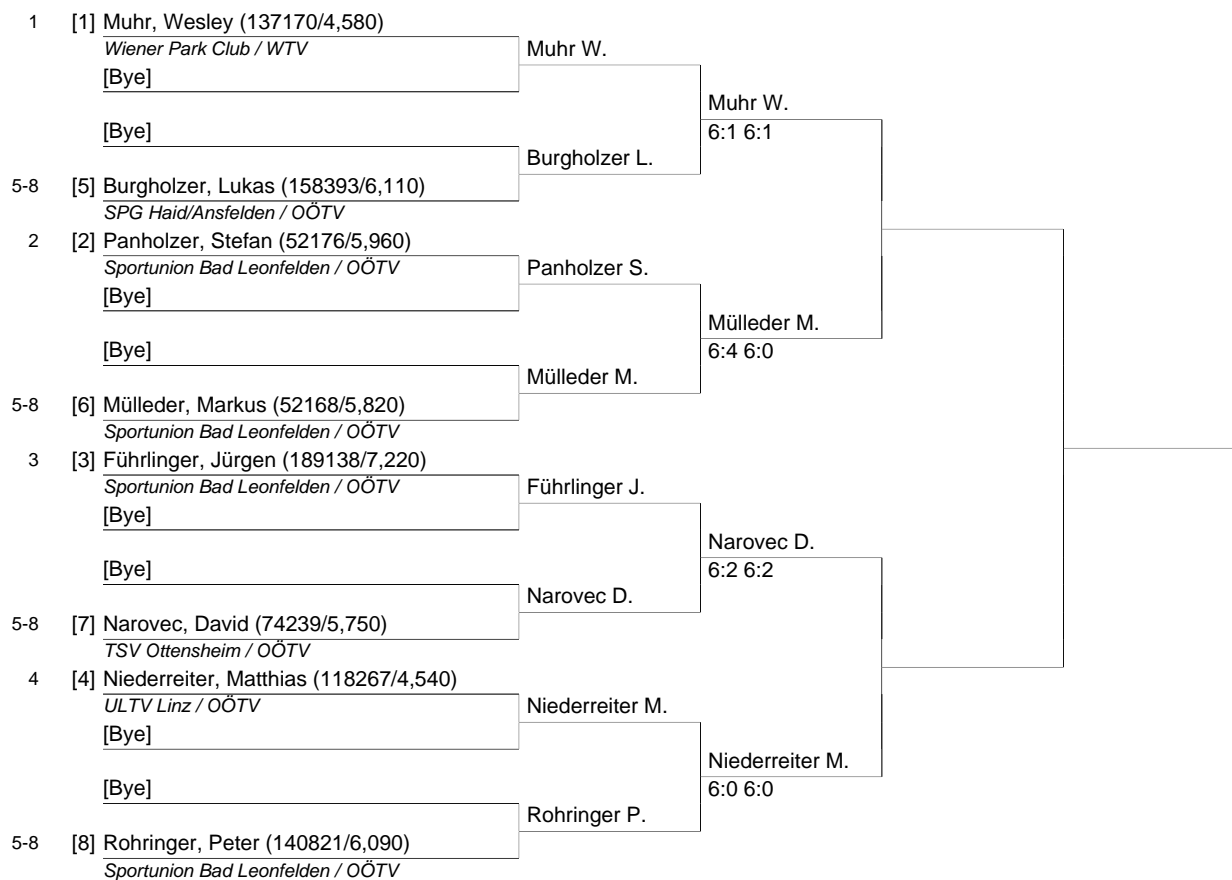 1 [1] Muhr, Wesley (137170/4,580)
Wiener Park Club / WTV
Muhr W.
[Bye]
Muhr W.
[Bye]
6:1 6:1
Burgholzer L.
5-8 [5] Burgholzer, Lukas (158393/6,110)
SPG Haid/Ansfelden / OÖTV
2 [2] Panholzer, Stefan (52176/5,960)
Sportunion Bad Leonfelden / OÖTV
Panholzer S.
[Bye]
Mülleder M.
[Bye]
6:4 6:0
Mülleder M.
5-8 [6] Mülleder, Markus (52168/5,820)
Sportunion Bad Leonfelden / OÖTV
3 [3] Führlinger, Jürgen (189138/7,220)
Sportunion Bad Leonfelden / OÖTV
Führlinger J.
[Bye]
Narovec D.
[Bye]
6:2 6:2
Narovec D.
5-8 [7] Narovec, David (74239/5,750)
TSV Ottensheim / OÖTV
4 [4] Niederreiter, Matthias (118267/4,540)
ULTV Linz / OÖTV
Niederreiter M.
[Bye]
Niederreiter M.
[Bye]
6:0 6:0
Rohringer P.
5-8 [8] Rohringer, Peter (140821/6,090)
Sportunion Bad Leonfelden / OÖTV